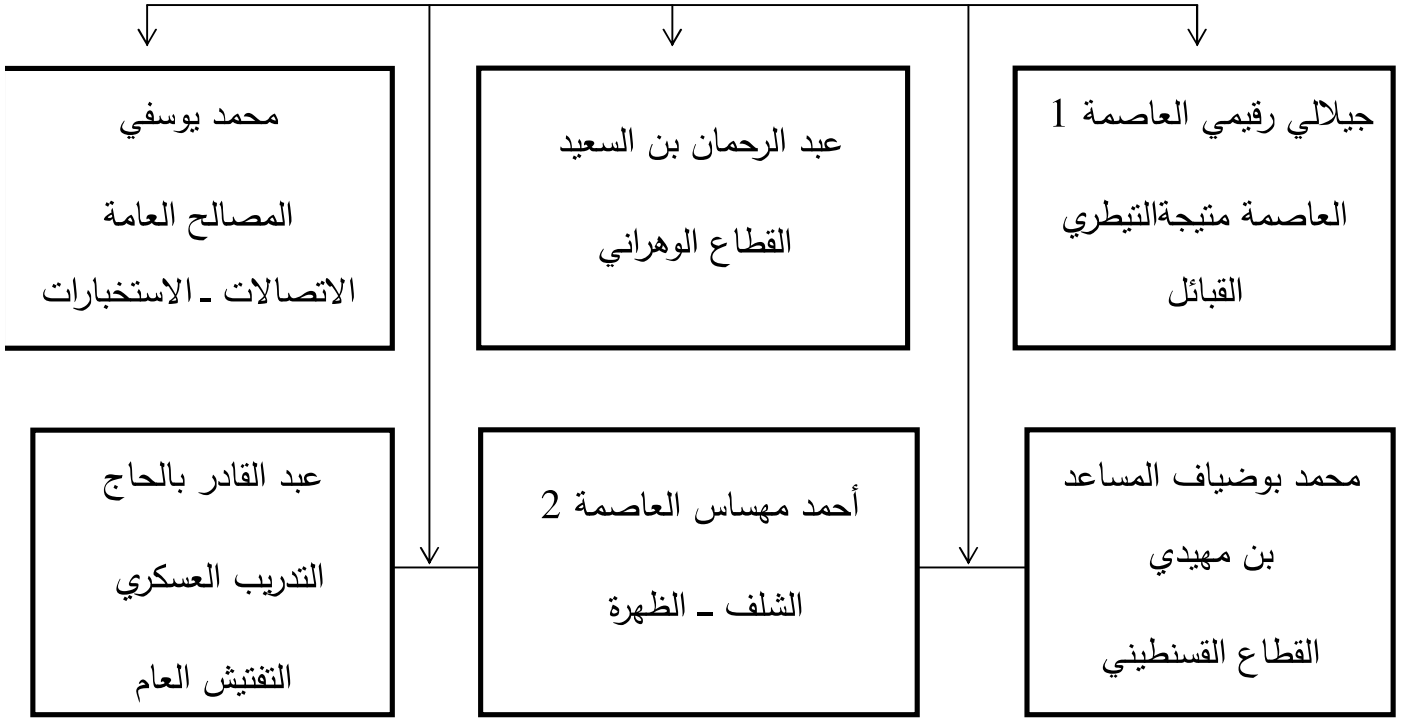 جيلالي رقيمي العاصمة 1
العاصمة متيجةالتيطري
القبائل
عبد الرحمان بن السعيد
القطاع الوهراني
محمد يوسفي
المصالح العامة
الاتصالات ـ الاستخبارات
محمد بوضياف المساعد
بن مهيدي
القطاع القسنطيني
أحمد مهساس العاصمة 2
الشلف ـ الظهرة
عبد القادر بالحاج
التدريب العسكري
التفتيش العام